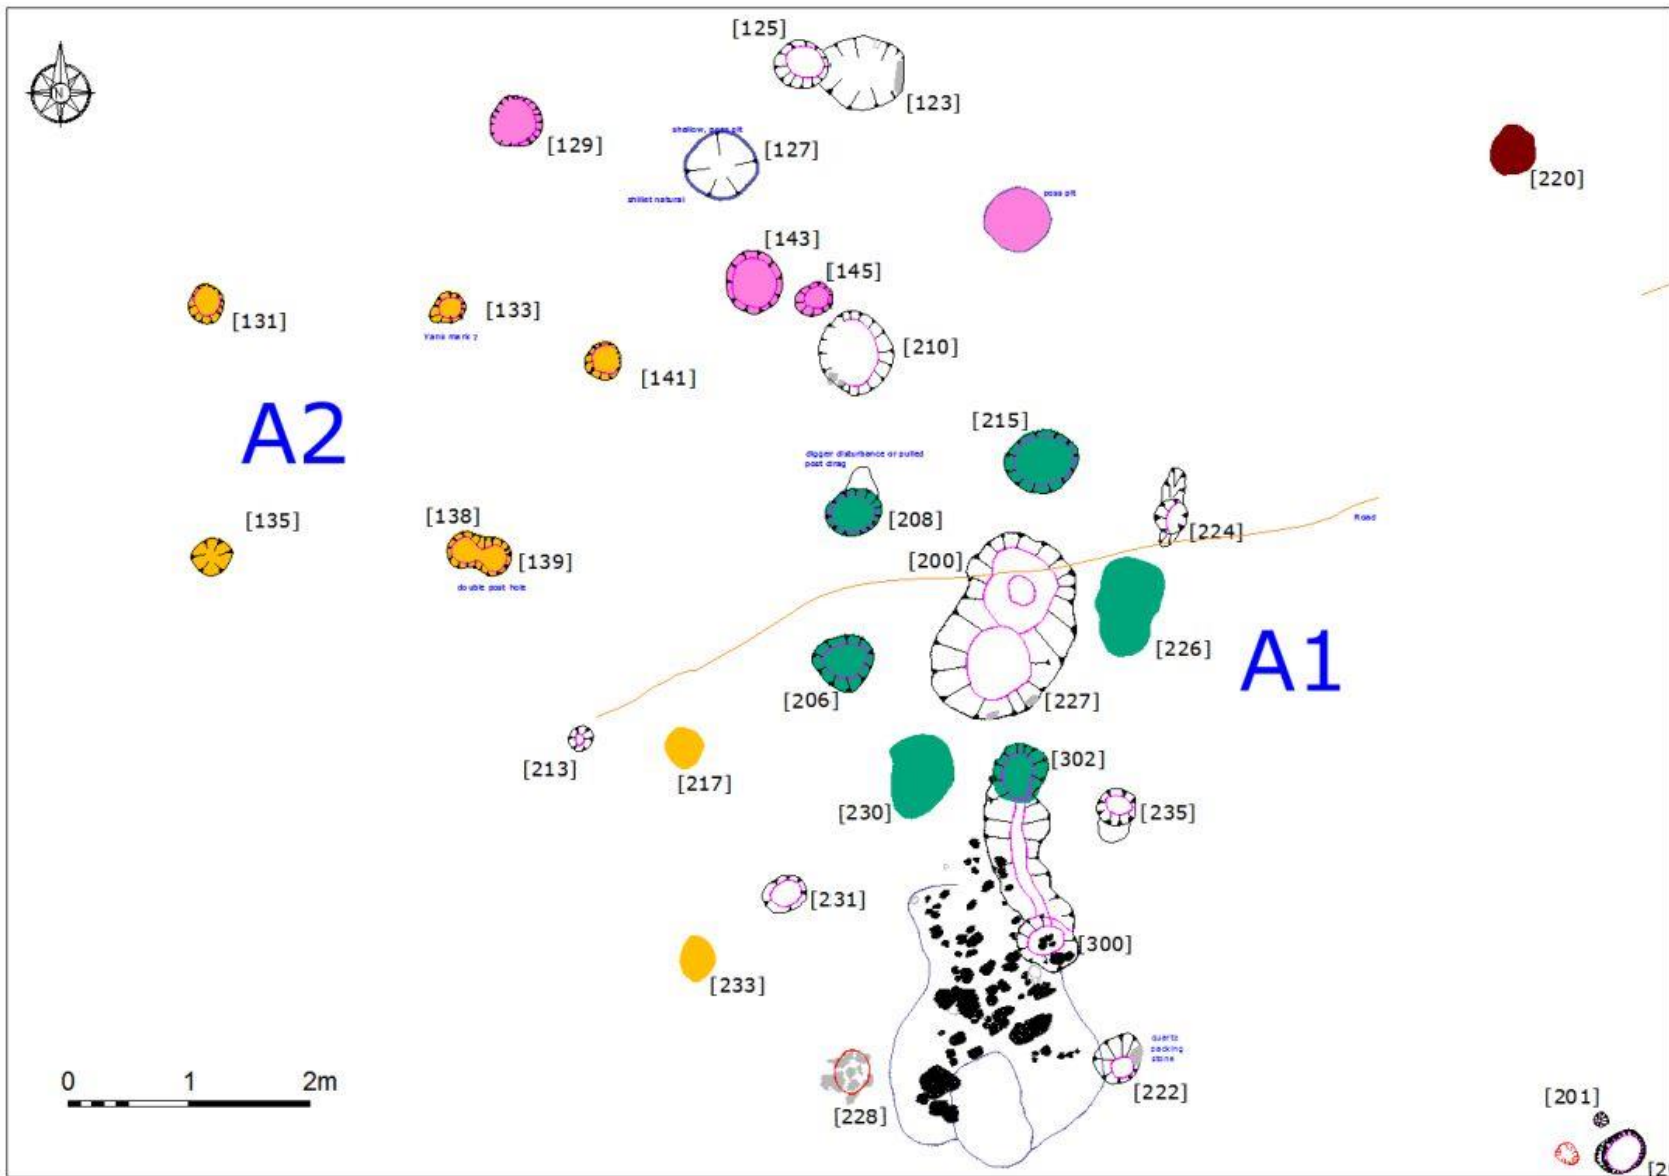 [125]
[123]
N
[129]
shallow, poss pit
[127]
shillet natural
[220]
poss pit
[143]
[145]
[131]
[133]
[141]
[210]
A2
[215]
digger disturbance or pulled
post drag
[208]
[224]
Road
[135]
[138]
[139]
double post hole
[200]
[226]
A1
[206]
[227]
[213]
[217]
[302]
[230]
[235]
[231]
[300]
[233]
quartz
packing
stone
[222]
[228]
0 1 2m
[201]